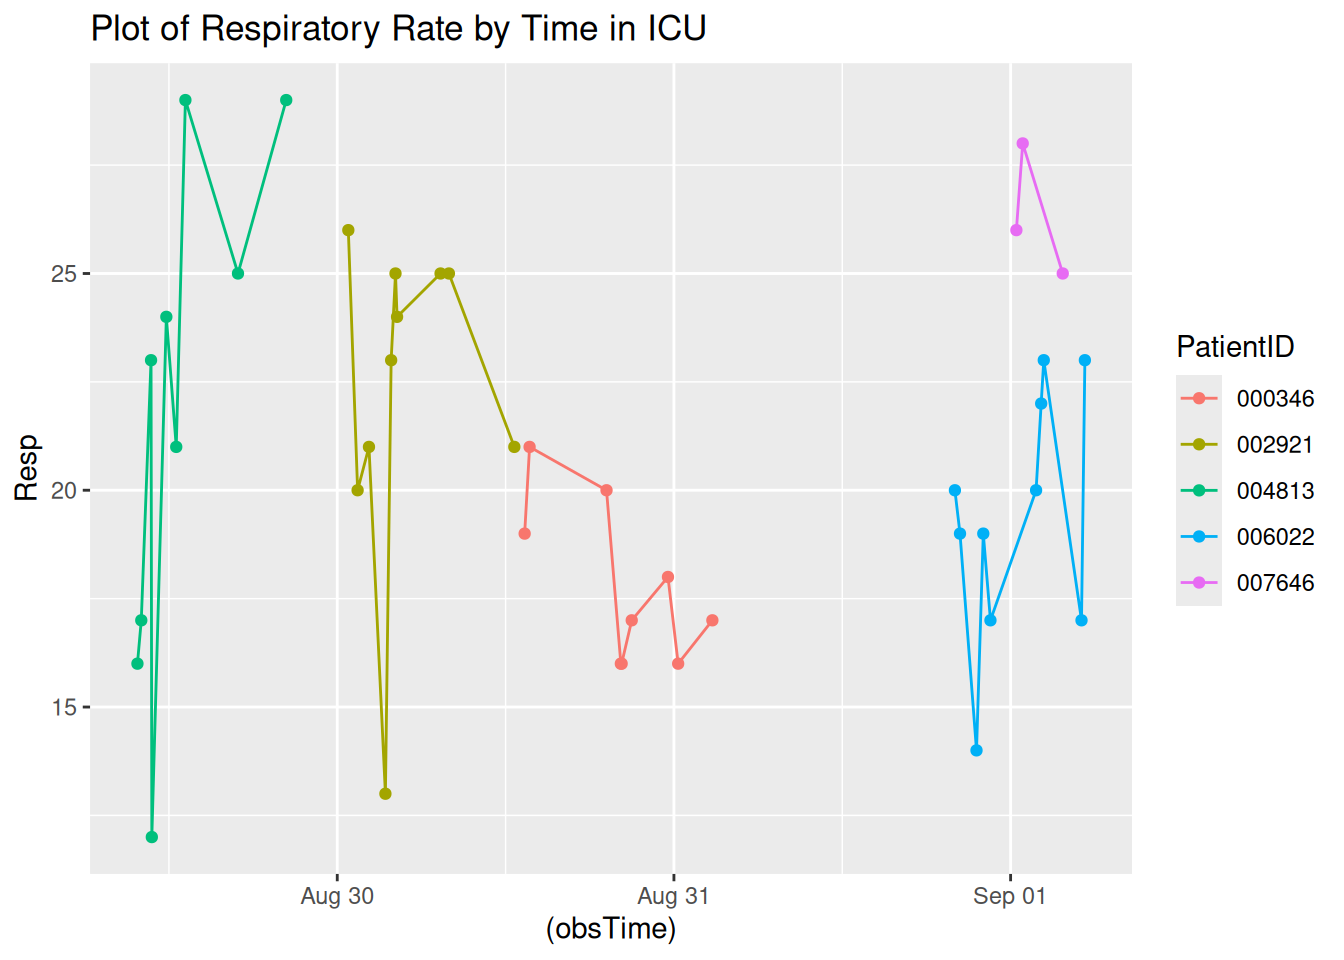 Plot of Respiratory Rate by Time in ICU
Resp
25
20
15
Aug 30
Aug 31
Sep 01
(obsTime)
PatientID
000346
002921
004813
006022
007646